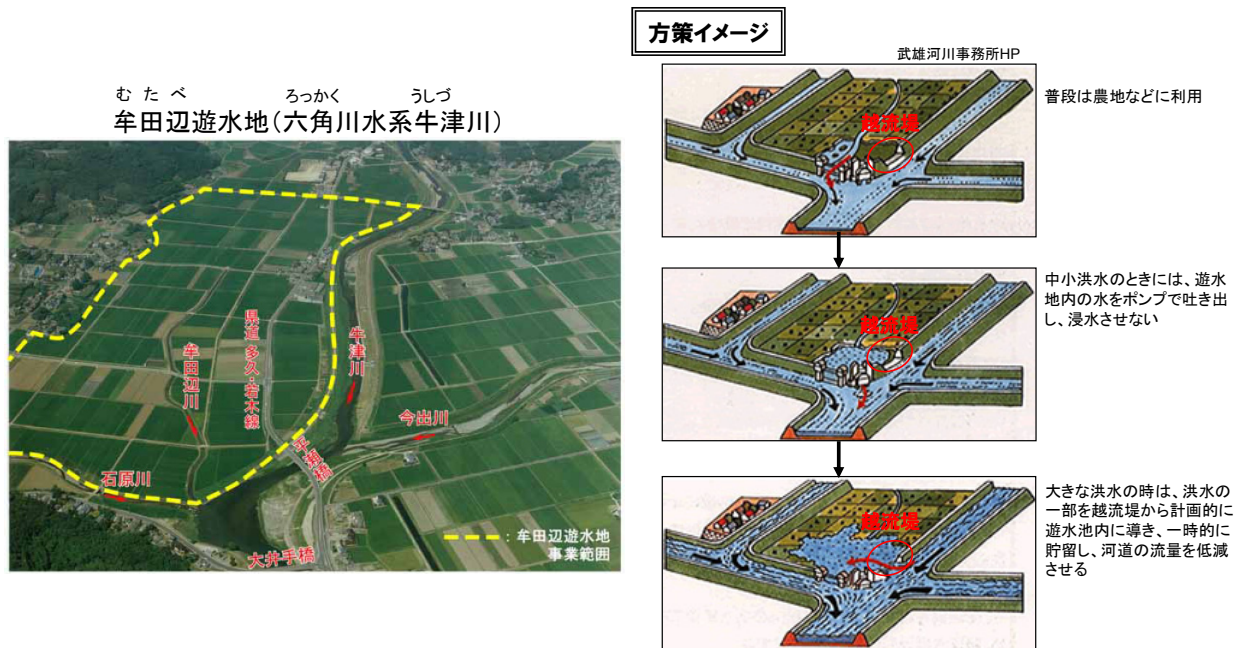 方策イメージ
武雄河川事務所HP
む た べ ろっかく うしづ
牟田辺遊水地(六角川水系牛津川)
県道 多久・若木線
牟田辺川
牛津川
今出川
平瀬橋
石原川
大井手橋
:牟田辺遊水地
事業範囲
越流堤
普段は農地などに利用
越流堤
中小洪水のときには、遊水
地内の水をポンプで吐き出
し、浸水させない
越流堤
大きな洪水の時は、洪水の
一部を越流堤から計画的に
遊水池内に導き、一時的に
貯留し、河道の流量を低減
させる